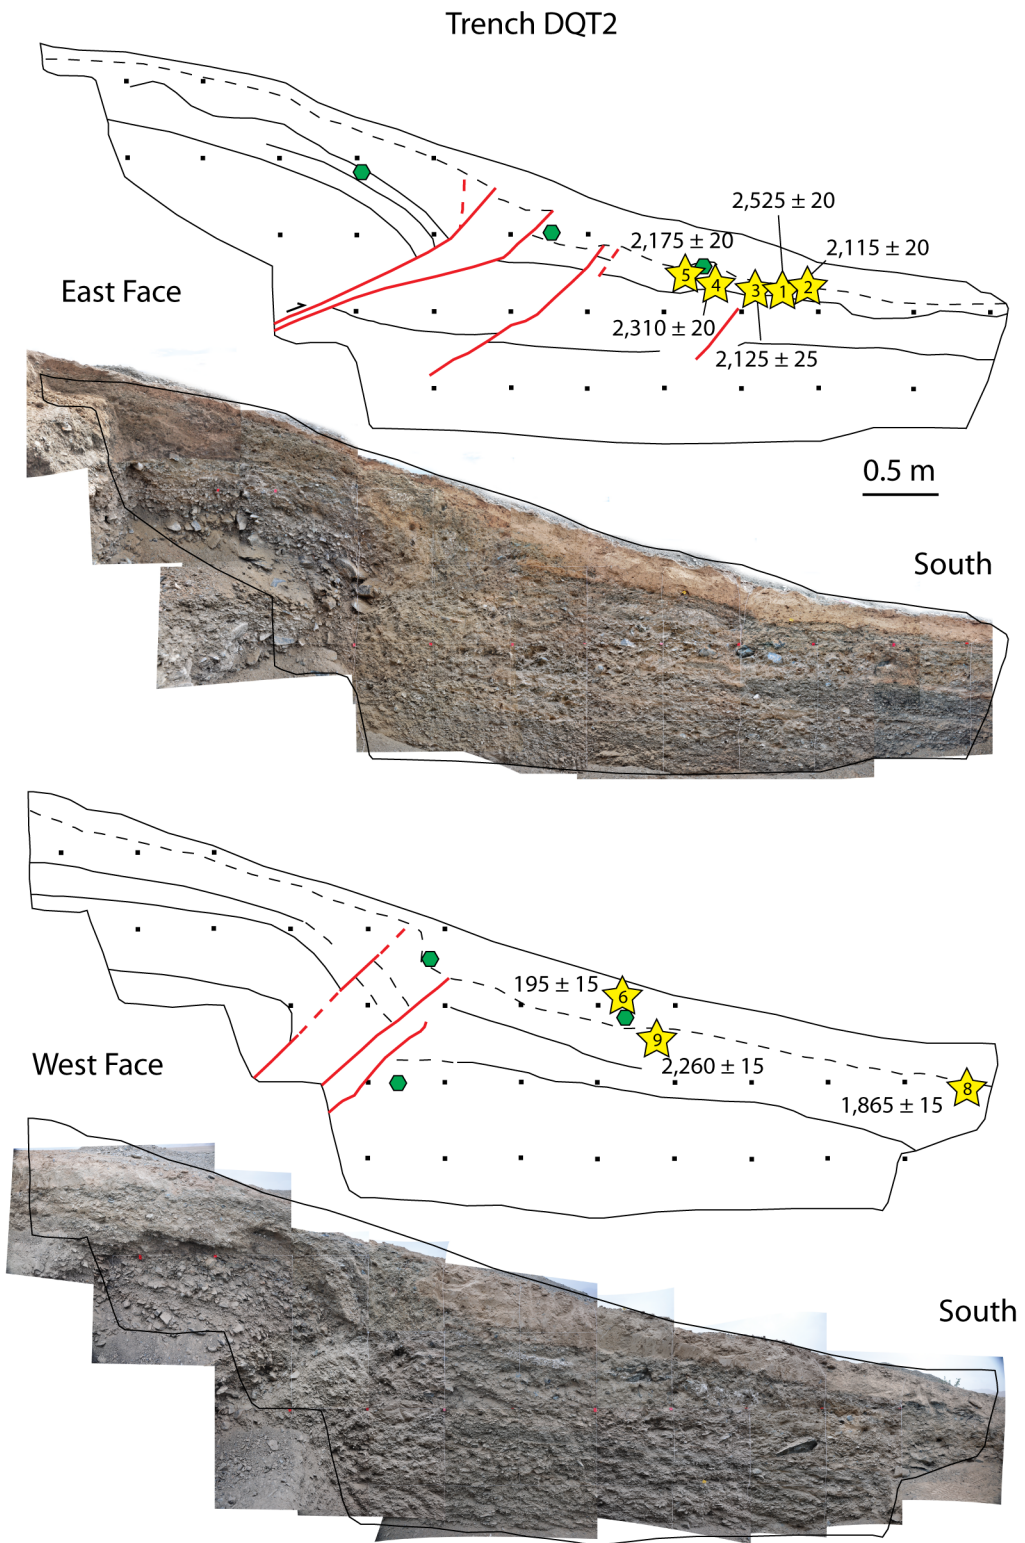 Trench DQT2
2,525 ± 20
2,175 ± 20
2,115 ± 20
East Face
5
4
3
1
2
2,310 ± 20
2,125 ± 25
0.5 m
South
195 ± 15
6
9
West Face
2,260 ± 15
8
1,865 ± 15
South